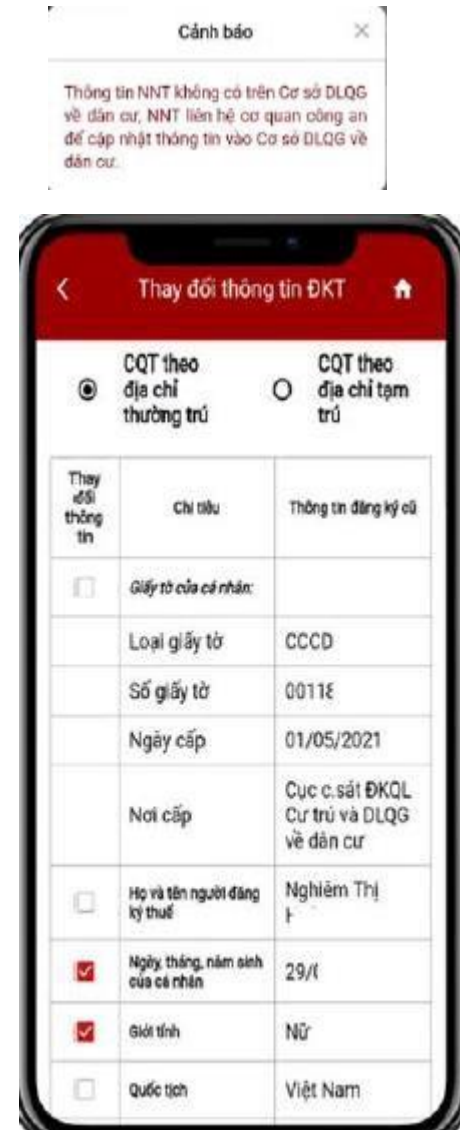 Cảnh báo
Thông tin NNT không có trên Cơ sở DLQG
về dân cư, NNT liên hệ cơ quan công an
để cập nhật thông tin vào Cơ sở DLQG về
dân cư.
Thay đổi thông tin ĐKT
CQT theo
địa chỉ
thường trú
CQT theo
địa chỉ tạm
trú
Thay
đổi
thông
tin
Chỉ tiêu
Thông tin đăng ký cũ
Giấy tờ của cá nhân:
Loại giấy tờ
CCCD
Số giấy tờ
00118
Ngày cấp
01/05/2021
Nơi cấp
Cục c.sát ĐKQL
Cư trú và DLQG
về dân cư
Họ và tên người đăng
ký thuế
Nghiêm Thị
Ngày, tháng, năm sinh
của cá nhân
29/
Giới tính
Nữ
Quốc tịch
Việt Nam